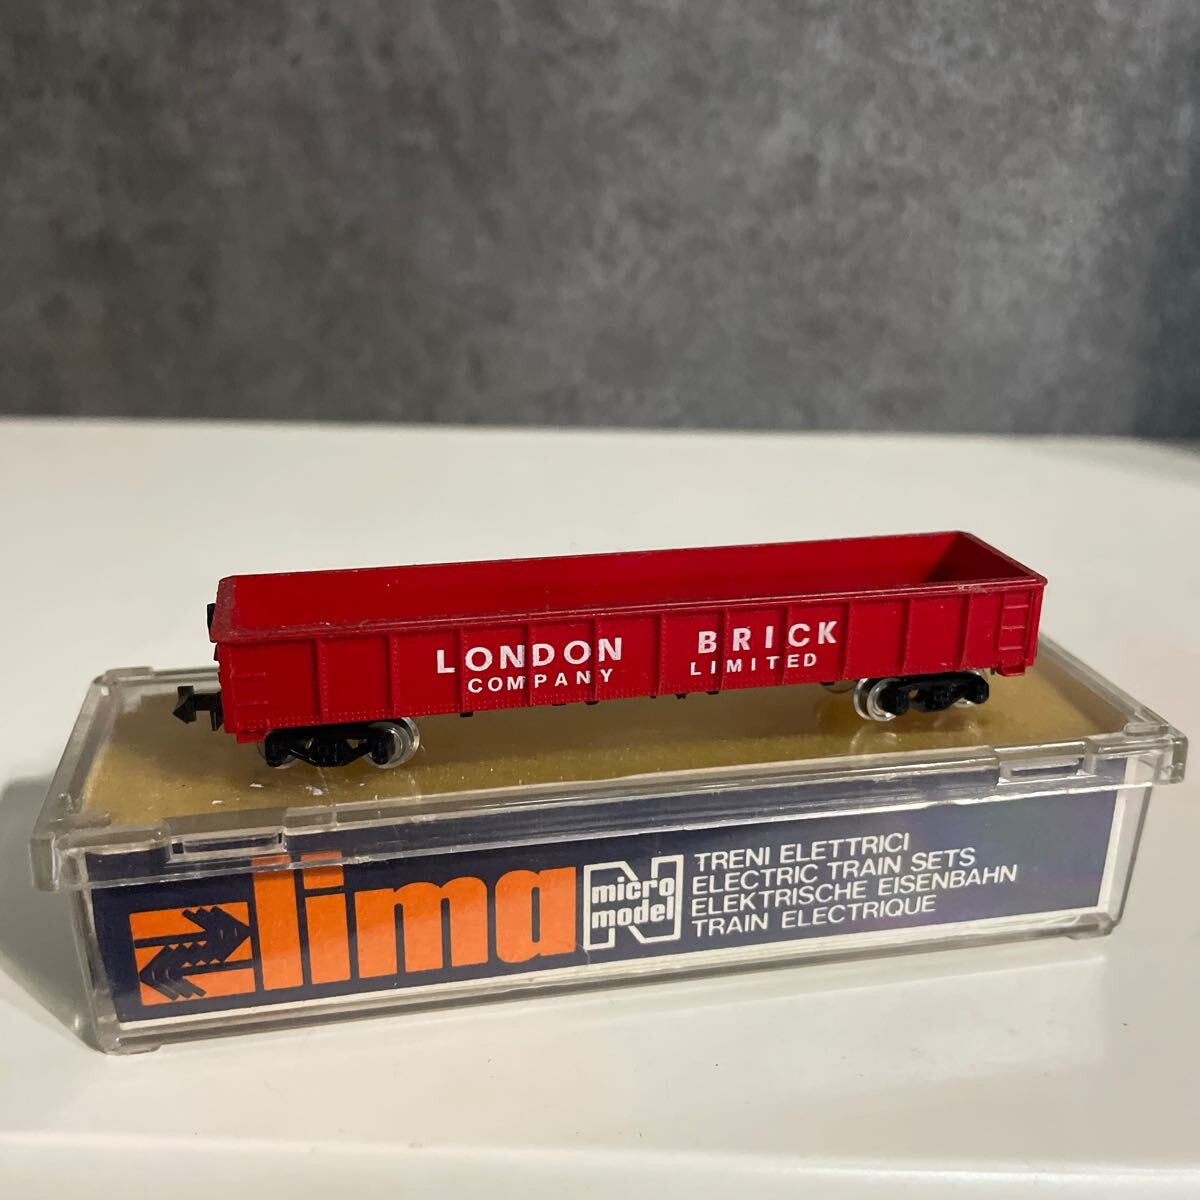 LONDON BRICK
COMPANY LIMITED
lima
N
micro
model
TRENI ELETTRICI
ELECTRIC TRAIN SETS
ELEKTRISCHE EISENBAHN
TRAIN ELECTRIQUE